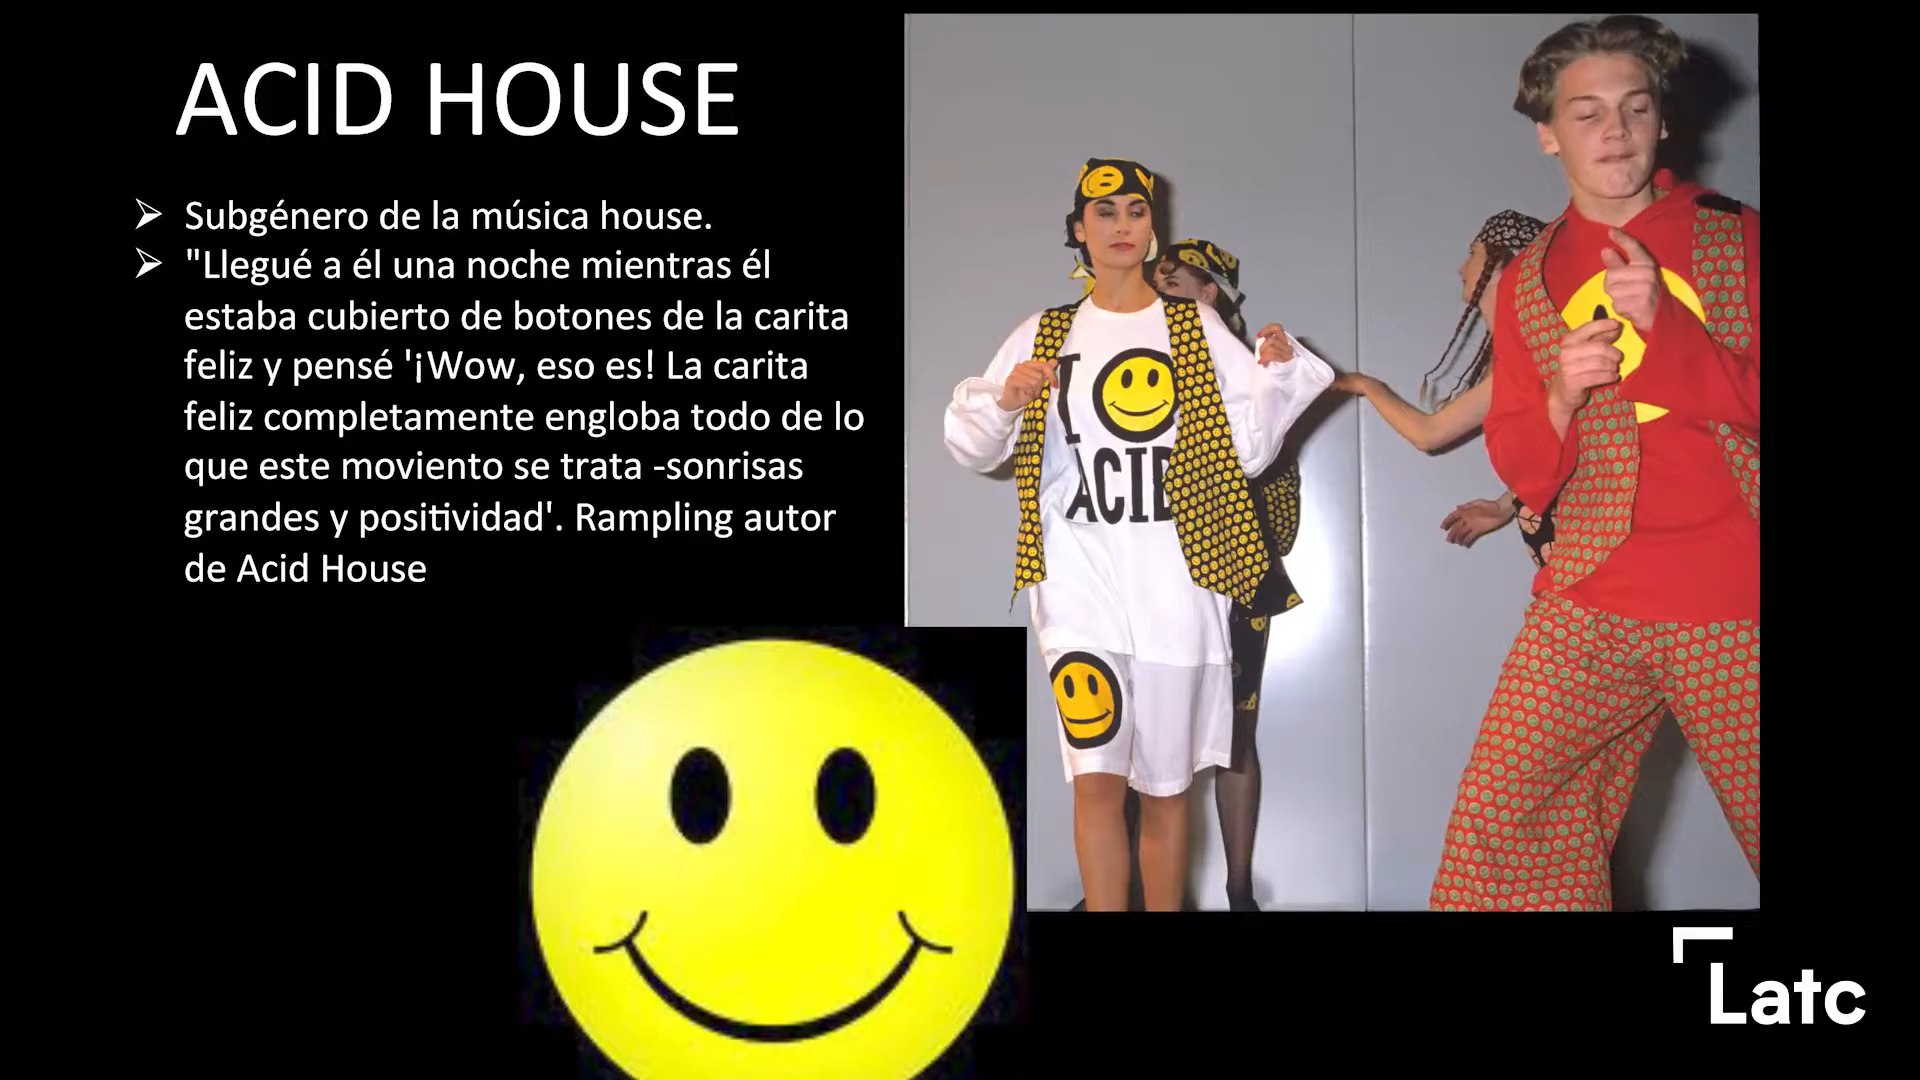 ACID HOUSE
Subgénero de la música house.
"Llegué a él una noche mientras él
estaba cubierto de botones de la carita
feliz y pensé '¡Wow, eso es! La carita
feliz completamente engloba todo de lo
que este moviento se trata -sonrisas
grandes y positividad'. Rampling autor
de Acid House
I
ACID
Latc